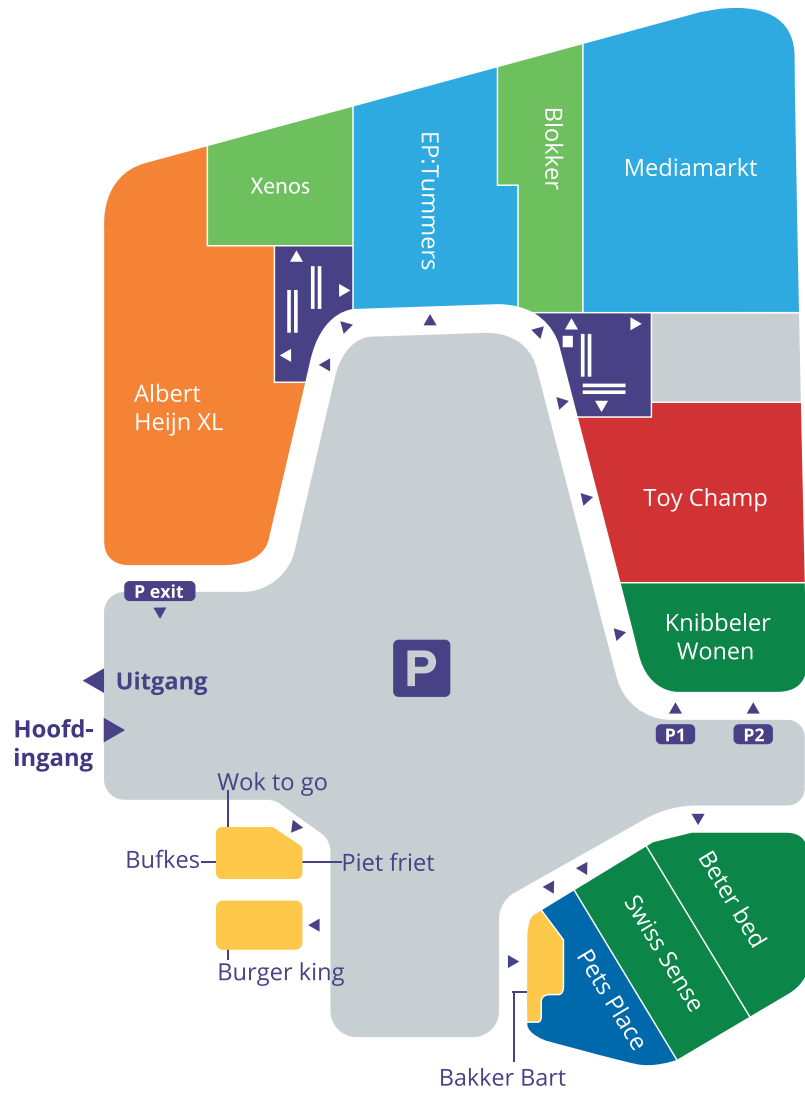 Xenos
EP:Tummers
Blokker
Mediamarkt
Albert
Heijn XL
Toy Champ
P exit
Knibbeler
Wonen
P
Uitgang
Hoofd-
ingang
P1
P2
Wok to go
Bufkes
Piet friet
Burger king
Beter bed
Swiss Sense
Pets Place
Bakker Bart